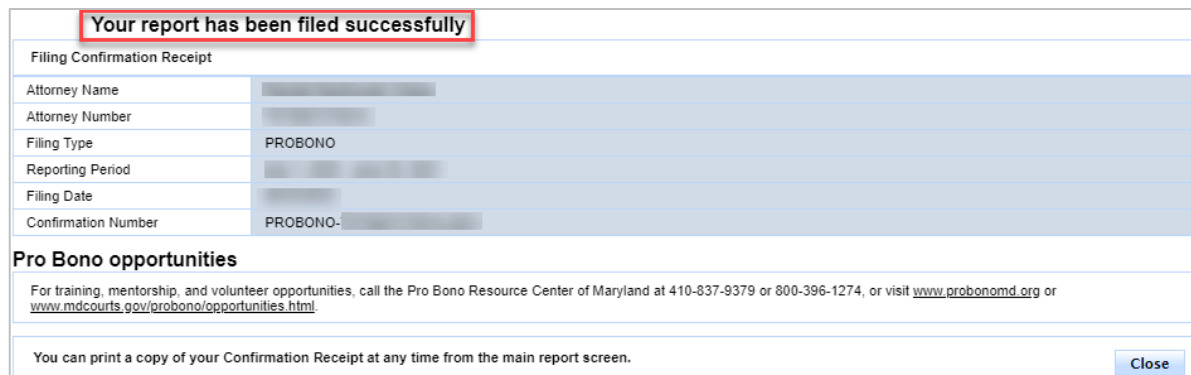 Your report has been filed successfully
Filing Confirmation Receipt
Attorney Name
Attorney Number
Filing Type PROBONO
Reporting Period
Filing Date
Confirmation Number PROBONO-
Pro Bono opportunities
For training, mentorship, and volunteer opportunities, call the Pro Bono Resource Center of Maryland at 410-837-9379 or 800-396-1274, or visit www.probonomd.org or
www.mdcourts.gov/probono/opportunities.html.
You can print a copy of your Confirmation Receipt at any time from the main report screen.
Close